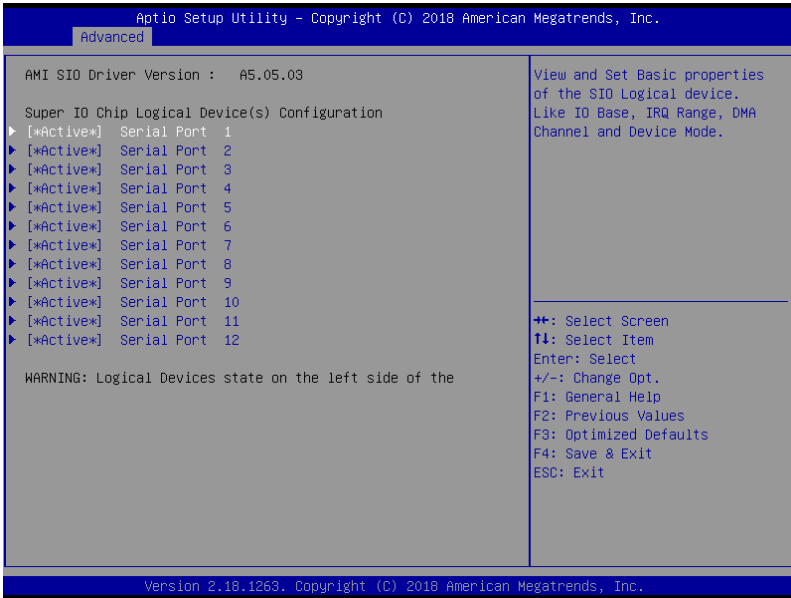 Aptio Setup Utility – Copyright (C) 2018 American Megatrends, Inc.
Advanced
AMI SIO Driver Version : A5.05.03
Super IO Chip Logical Device(s) Configuration
[*Active*] Serial Port 1
[*Active*] Serial Port 2
[*Active*] Serial Port 3
[*Active*] Serial Port 4
[*Active*] Serial Port 5
[*Active*] Serial Port 6
[*Active*] Serial Port 7
[*Active*] Serial Port 8
[*Active*] Serial Port 9
[*Active*] Serial Port 10
[*Active*] Serial Port 11
[*Active*] Serial Port 12
WARNING: Logical Devices state on the left side of the
View and Set Basic properties
of the SIO Logical device.
Like IO Base, IRQ Range, DMA
Channel and Device Mode.
→←: Select Screen
↑↓: Select Item
Enter: Select
+/-: Change Opt.
F1: General Help
F2: Previous Values
F3: Optimized Defaults
F4: Save & Exit
ESC: Exit
Version 2.18.1263. Copyright (C) 2018 American Megatrends, Inc.